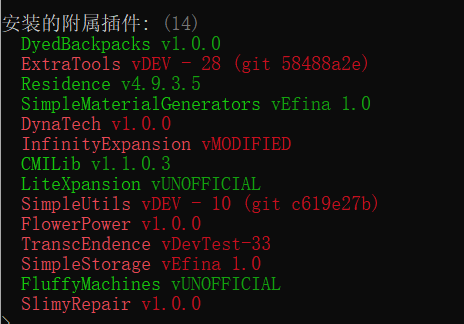 安装的附属插件: (14)
DyedBackpacks v1.0.0
ExtraTools vDEV - 28 (git 58488a2e)
Residence v4.9.3.5
SimpleMaterialGenerators vEfina 1.0
DynaTech v1.0.0
InfinityExpansion vMODIFIED
CMILib v1.1.0.3
LiteXpansion vUNOFFICIAL
SimpleUtils vDEV - 10 (git c619e27b)
FlowerPower v1.0.0
TranscEndence vDevTest-33
SimpleStorage vEfina 1.0
FluffyMachines vUNOFFICIAL
SlimyRepair v1.0.0